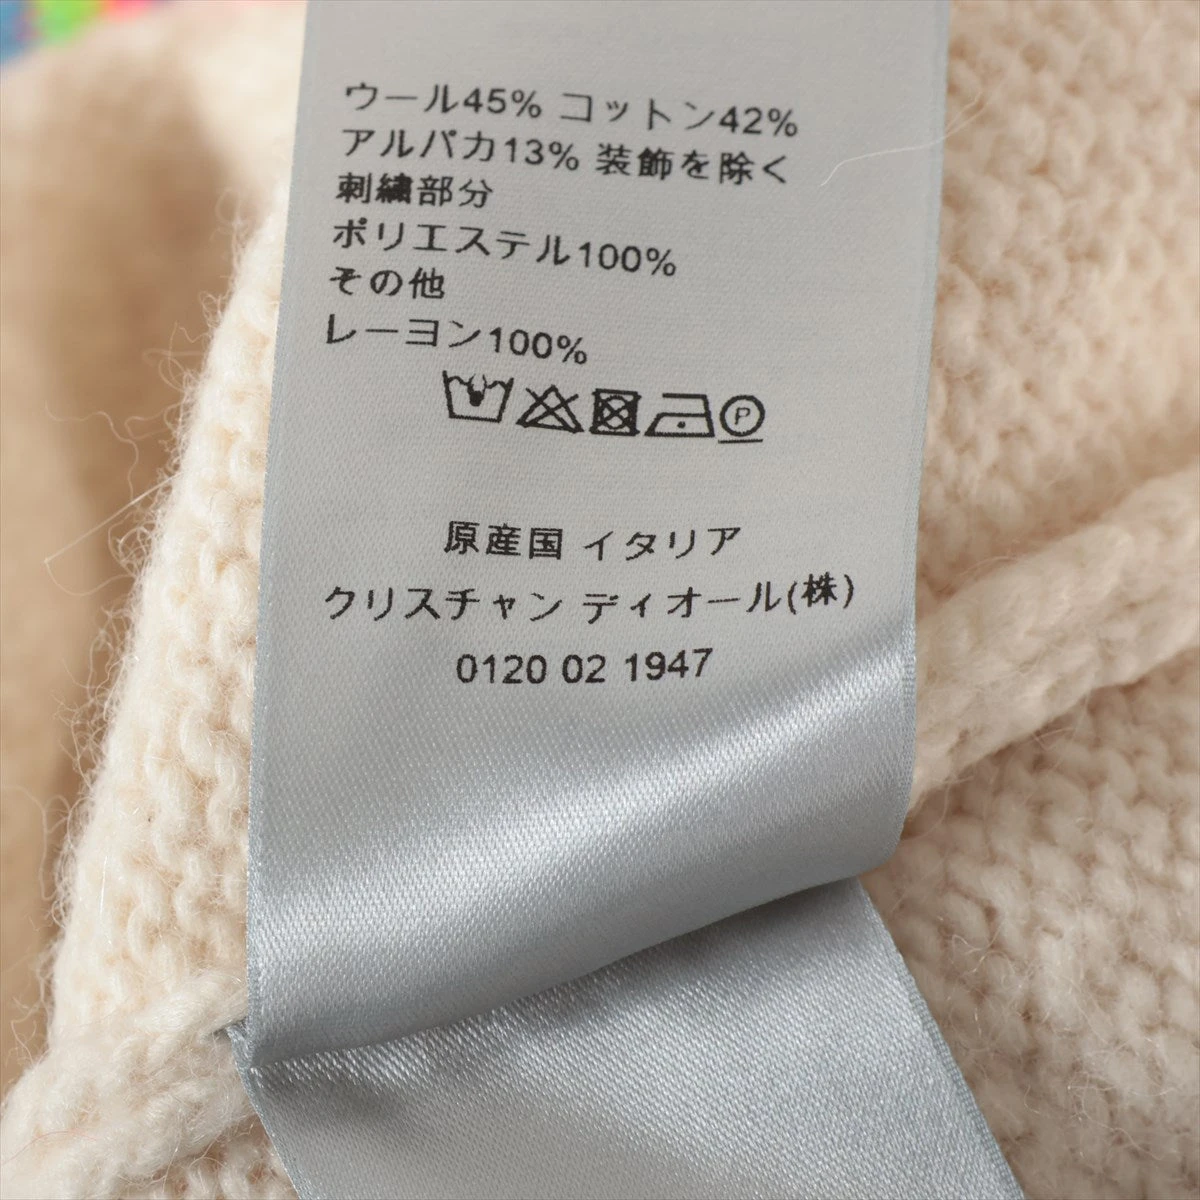 ウール45% コットン42%
アルパカ13% 装飾を除く
刺繍部分
ポリエステル100%
その他
レーヨン100%
P
原産国 イタリア
クリスチャン ディオール(株)
0120 02 1947